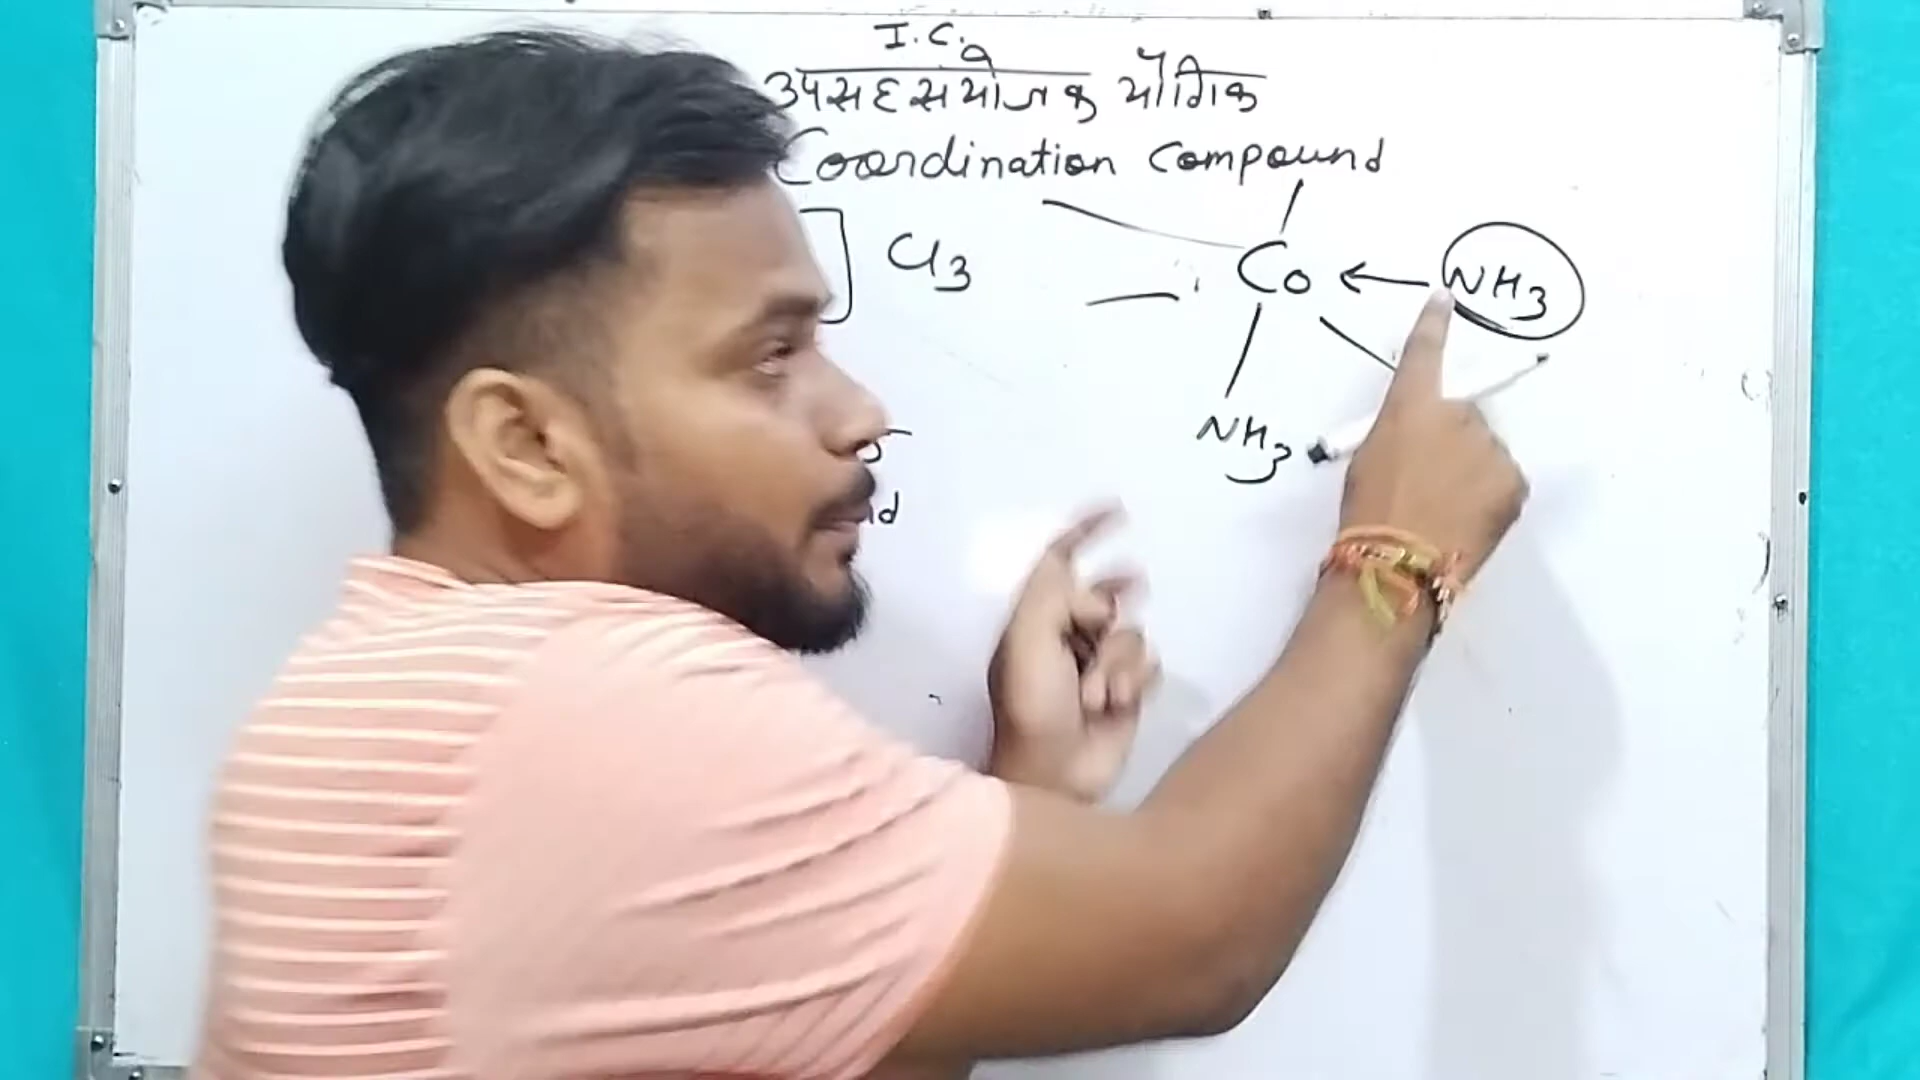 I.C.
उपसहसंयोजक यौगिक
Coordination Compound
] Cl3
Co ← NH3
NH3